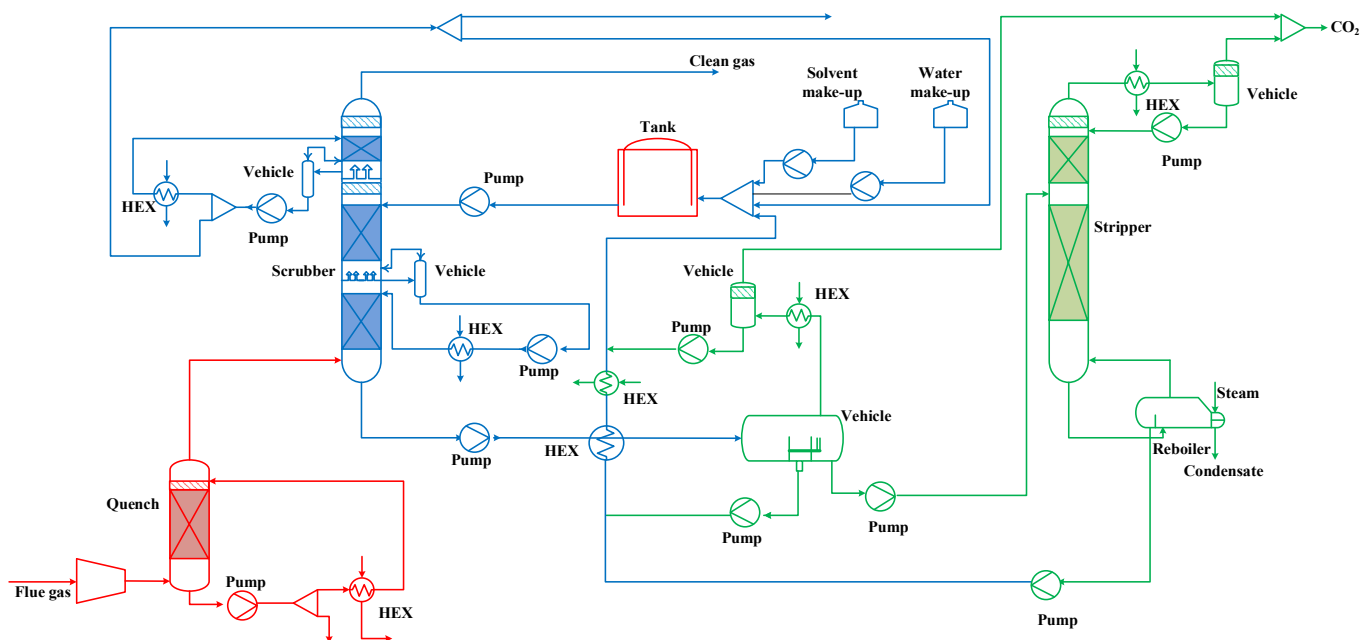 CO₂
Clean gas
Solvent
make-up
Water
make-up
HEX
Vehicle
Tank
Pump
Vehicle
Pump
HEX
Pump
Stripper
Scrubber
Vehicle
Vehicle
HEX
HEX
Pump
Pump
HEX
Steam
Vehicle
HEX
Pump
Reboiler
Condensate
Quench
Pump
Pump
Pump
Flue gas
HEX
Pump